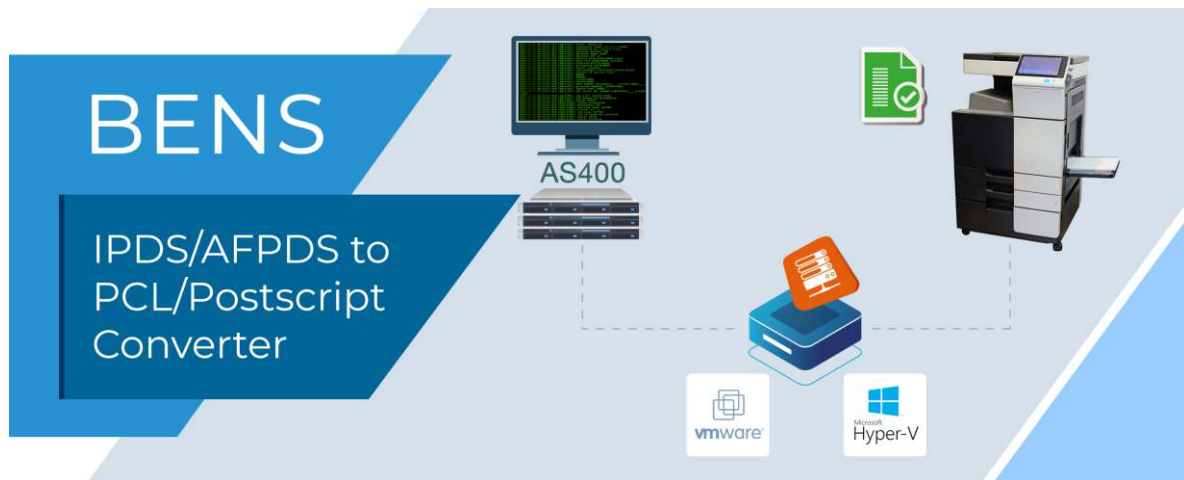 BENS
IPDS/AFPDS to
PCL/Postscript
Converter
AS400
vmware
Microsoft
Hyper-V